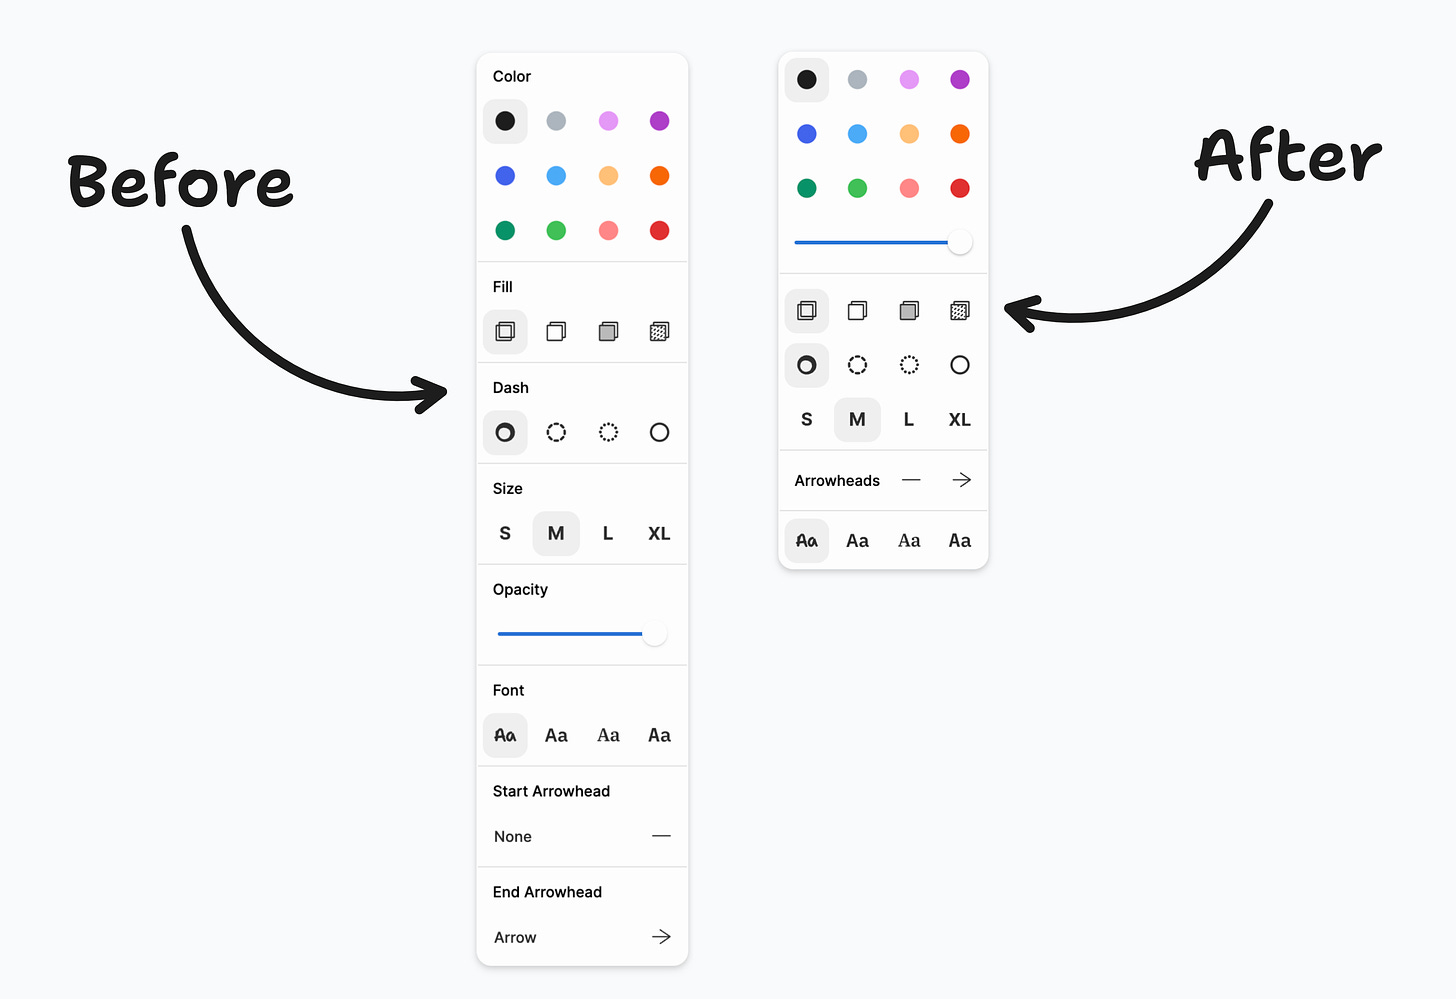 Before
Color
Fill
Dash
Size
S M L XL
Opacity
Font
Aa Aa Aa Aa
Start Arrowhead
None
End Arrowhead
Arrow
After
S M L XL
Arrowheads
Aa Aa Aa Aa